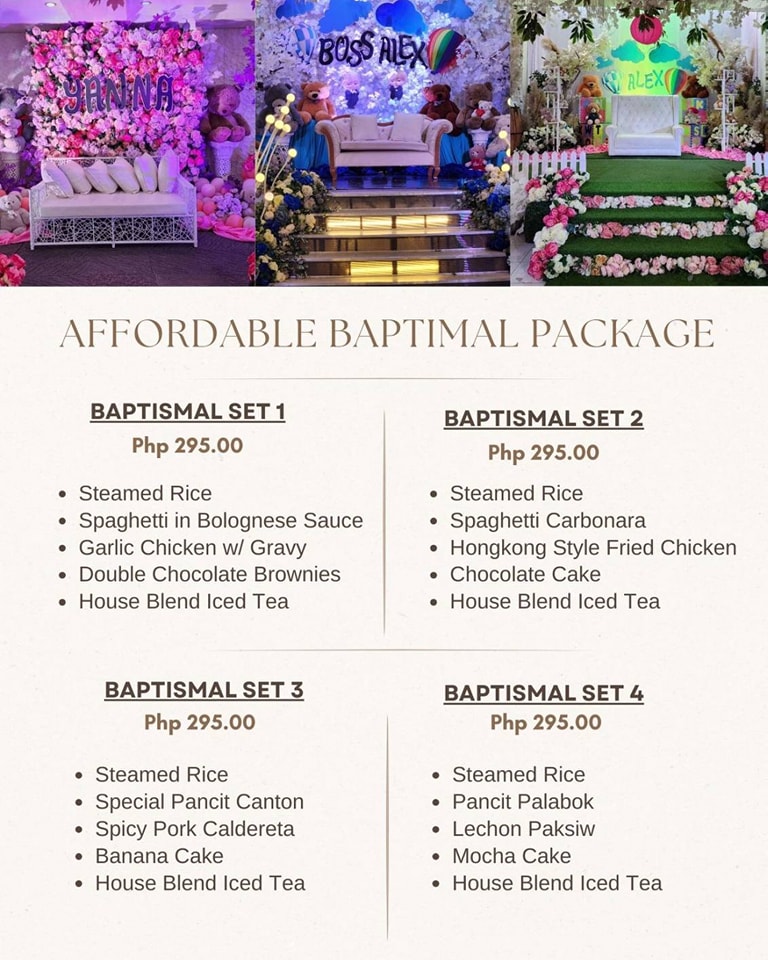 YANNA
BOSS ALEX
ALEX
AFFORDABLE BAPTIMAL PACKAGE
BAPTISMAL SET 1
Php 295.00
• Steamed Rice
• Spaghetti in Bolognese Sauce
• Garlic Chicken w/ Gravy
• Double Chocolate Brownies
• House Blend Iced Tea
BAPTISMAL SET 2
Php 295.00
• Steamed Rice
• Spaghetti Carbonara
• Hongkong Style Fried Chicken
• Chocolate Cake
• House Blend Iced Tea
BAPTISMAL SET 3
Php 295.00
• Steamed Rice
• Special Pancit Canton
• Spicy Pork Caldereta
• Banana Cake
• House Blend Iced Tea
BAPTISMAL SET 4
Php 295.00
• Steamed Rice
• Pancit Palabok
• Lechon Paksiw
• Mocha Cake
• House Blend Iced Tea